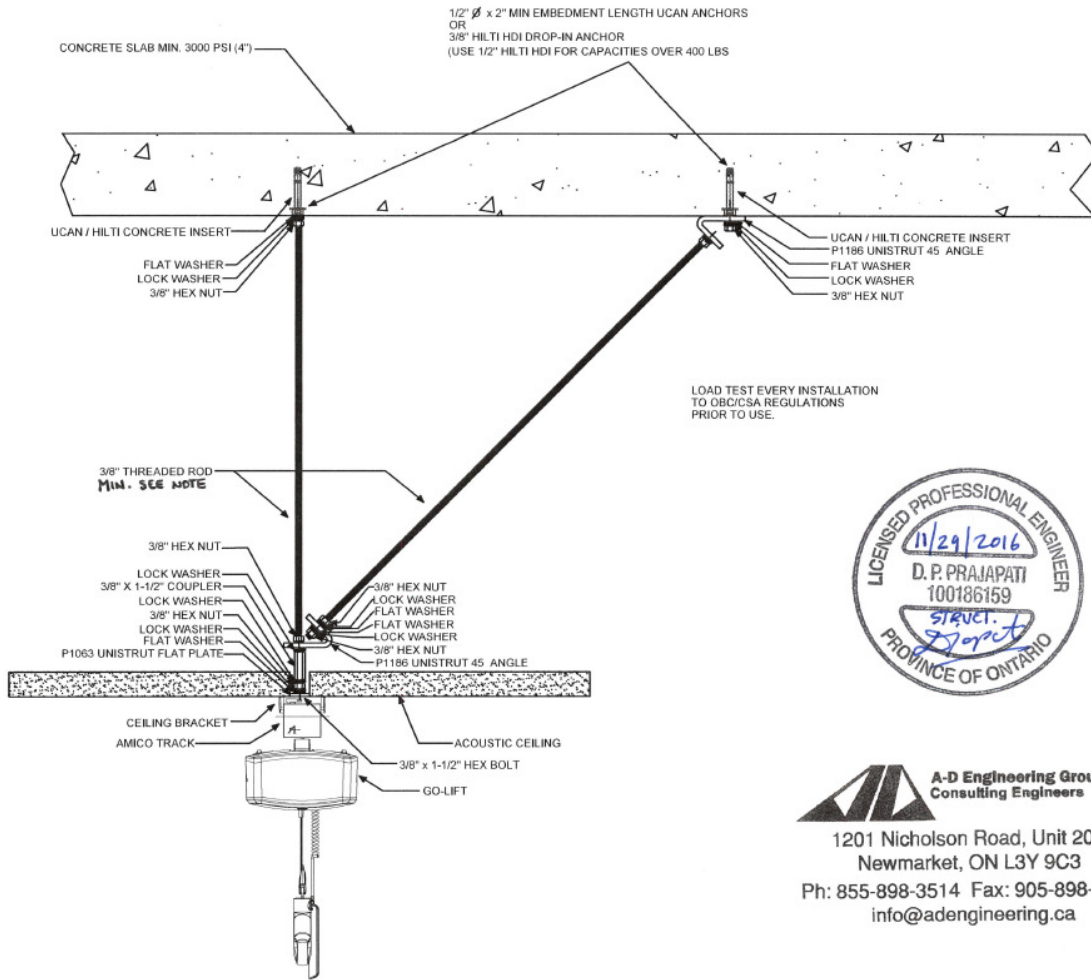 1/2" Ø x 2" MIN EMBEDMENT LENGTH UCAN ANCHORS
OR
3/8" HILTI HDI DROP-IN ANCHOR
(USE 1/2" HILTI HDI FOR CAPACITIES OVER 400 LBS
CONCRETE SLAB MIN. 3000 PSI (4")
UCAN / HILTI CONCRETE INSERT
FLAT WASHER
LOCK WASHER
3/8" HEX NUT
UCAN / HILTI CONCRETE INSERT
P1186 UNISTRUT 45 ANGLE
FLAT WASHER
LOCK WASHER
3/8" HEX NUT
LOAD TEST EVERY INSTALLATION
TO OBC/CSA REGULATIONS
PRIOR TO USE.
3/8" THREADED ROD
MIN. SEE NOTE
3/8" HEX NUT
LOCK WASHER
3/8" X 1-1/2" COUPLER
LOCK WASHER
3/8" HEX NUT
LOCK WASHER
FLAT WASHER
P1063 UNISTRUT FLAT PLATE
3/8" HEX NUT
LOCK WASHER
FLAT WASHER
FLAT WASHER
LOCK WASHER
3/8" HEX NUT
P1186 UNISTRUT 45 ANGLE
CEILING BRACKET
AMICO TRACK
ACOUSTIC CEILING
3/8" x 1-1/2" HEX BOLT
GO-LIFT
LICENSED PROFESSIONAL ENGINEER
11/29/2016
D. P. PRAJAPATI
100186159
STRUCT.
PROVINCE OF ONTARIO
A-D Engineering Grou
Consulting Engineers
1201 Nicholson Road, Unit 20
Newmarket, ON L3Y 9C3
Ph: 855-898-3514 Fax: 905-898-
info@adengineering.ca